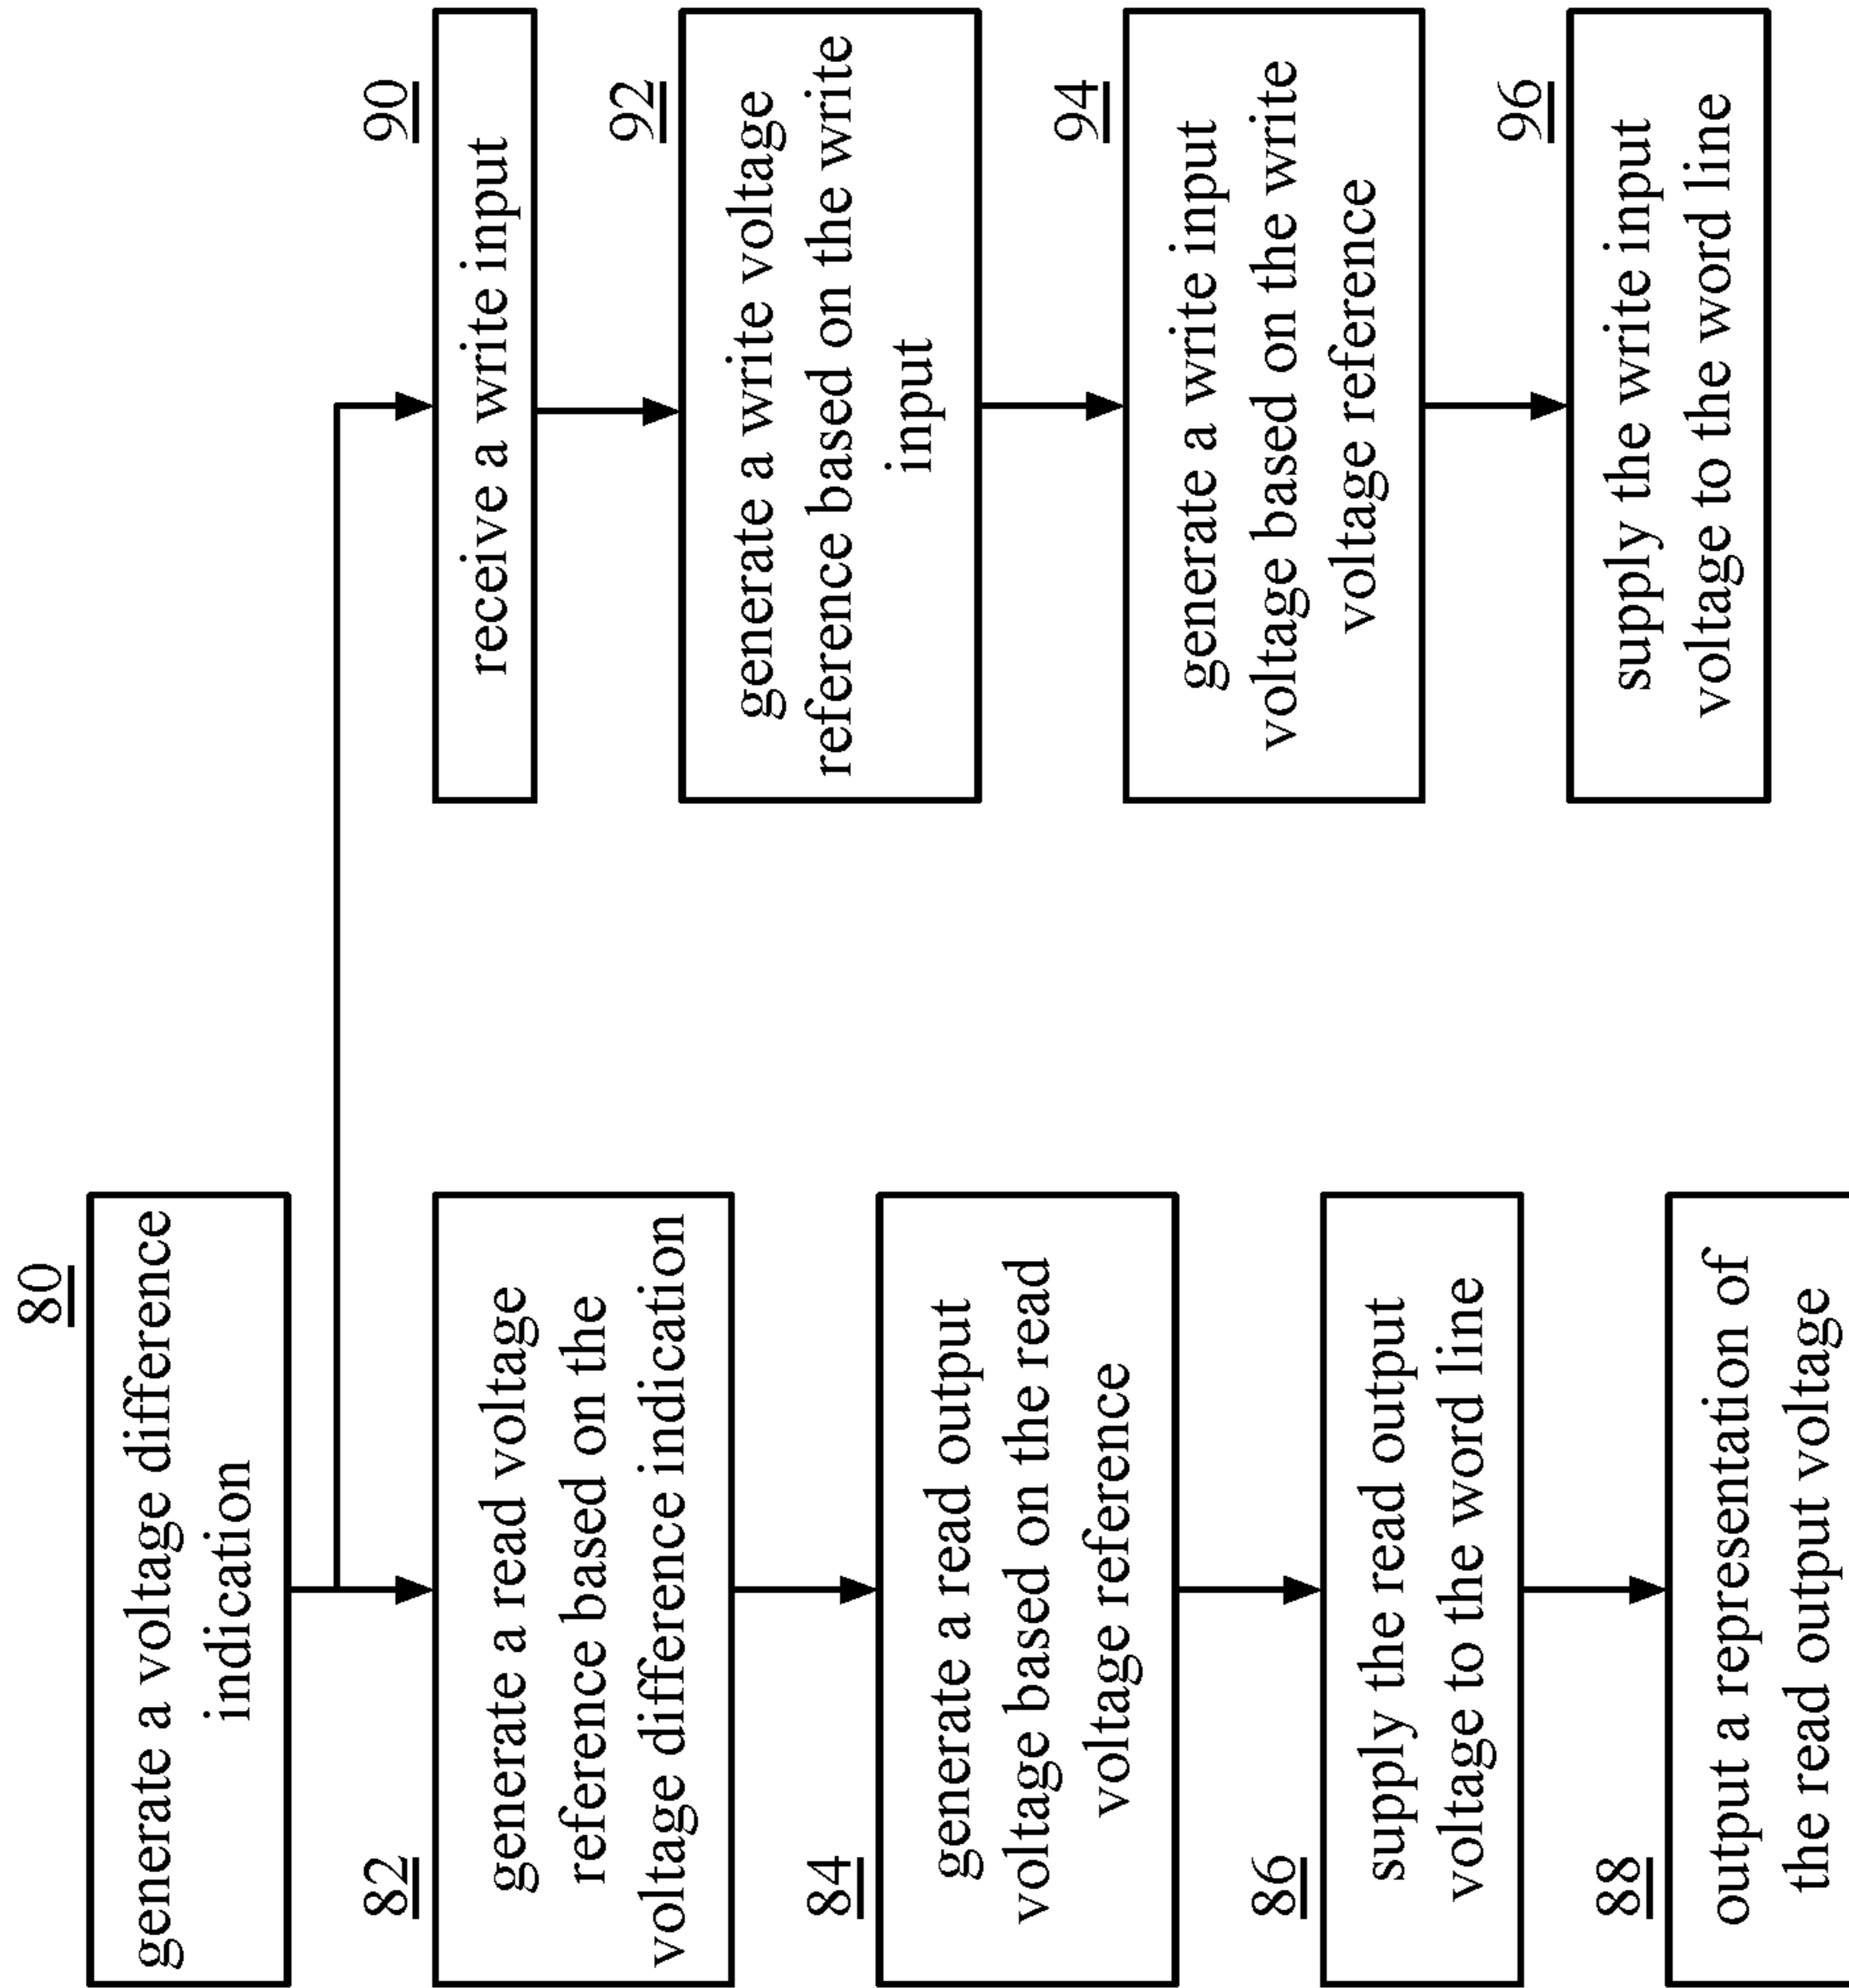 80
generate a voltage difference
indication
82
generate a read voltage
reference based on the
voltage difference indication
84
generate a read output
voltage based on the read
voltage reference
86
supply the read output
voltage to the word line
88
output a representation of
the read output voltage
90
receive a write input
92
generate a write voltage
reference based on the write
input
94
generate a write input
voltage based on the write
voltage reference
96
supply the write input
voltage to the word line